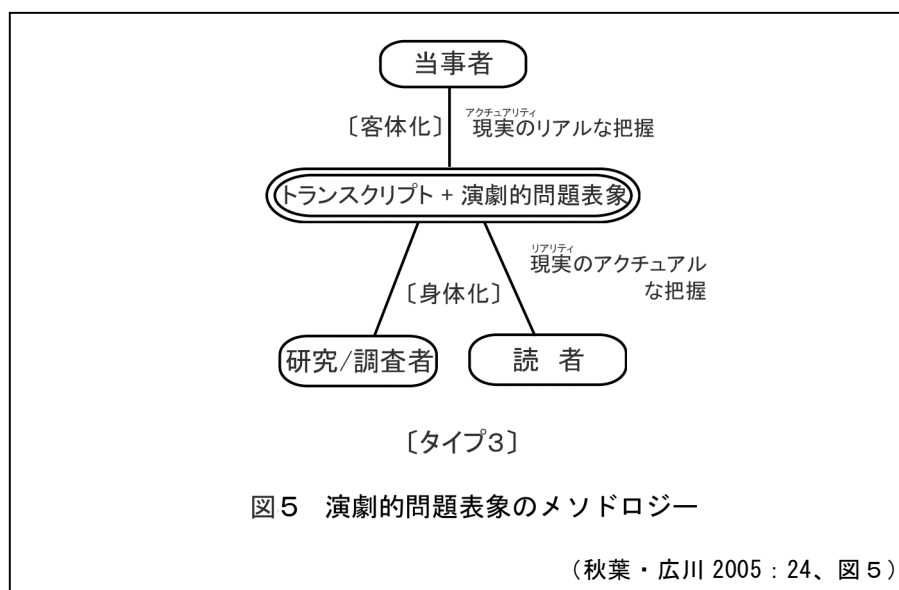 当事者
〔客体化〕
アクチュアリティ
現実のリアルな把握
トランスクリプト + 演劇的問題表象
リアリティ
現実のアクチュアル
な把握
〔身体化〕
研究/調査者
読 者
〔タイプ3〕
図5 演劇的問題表象のメソドロジー
(秋葉・広川 2005:24、図5)